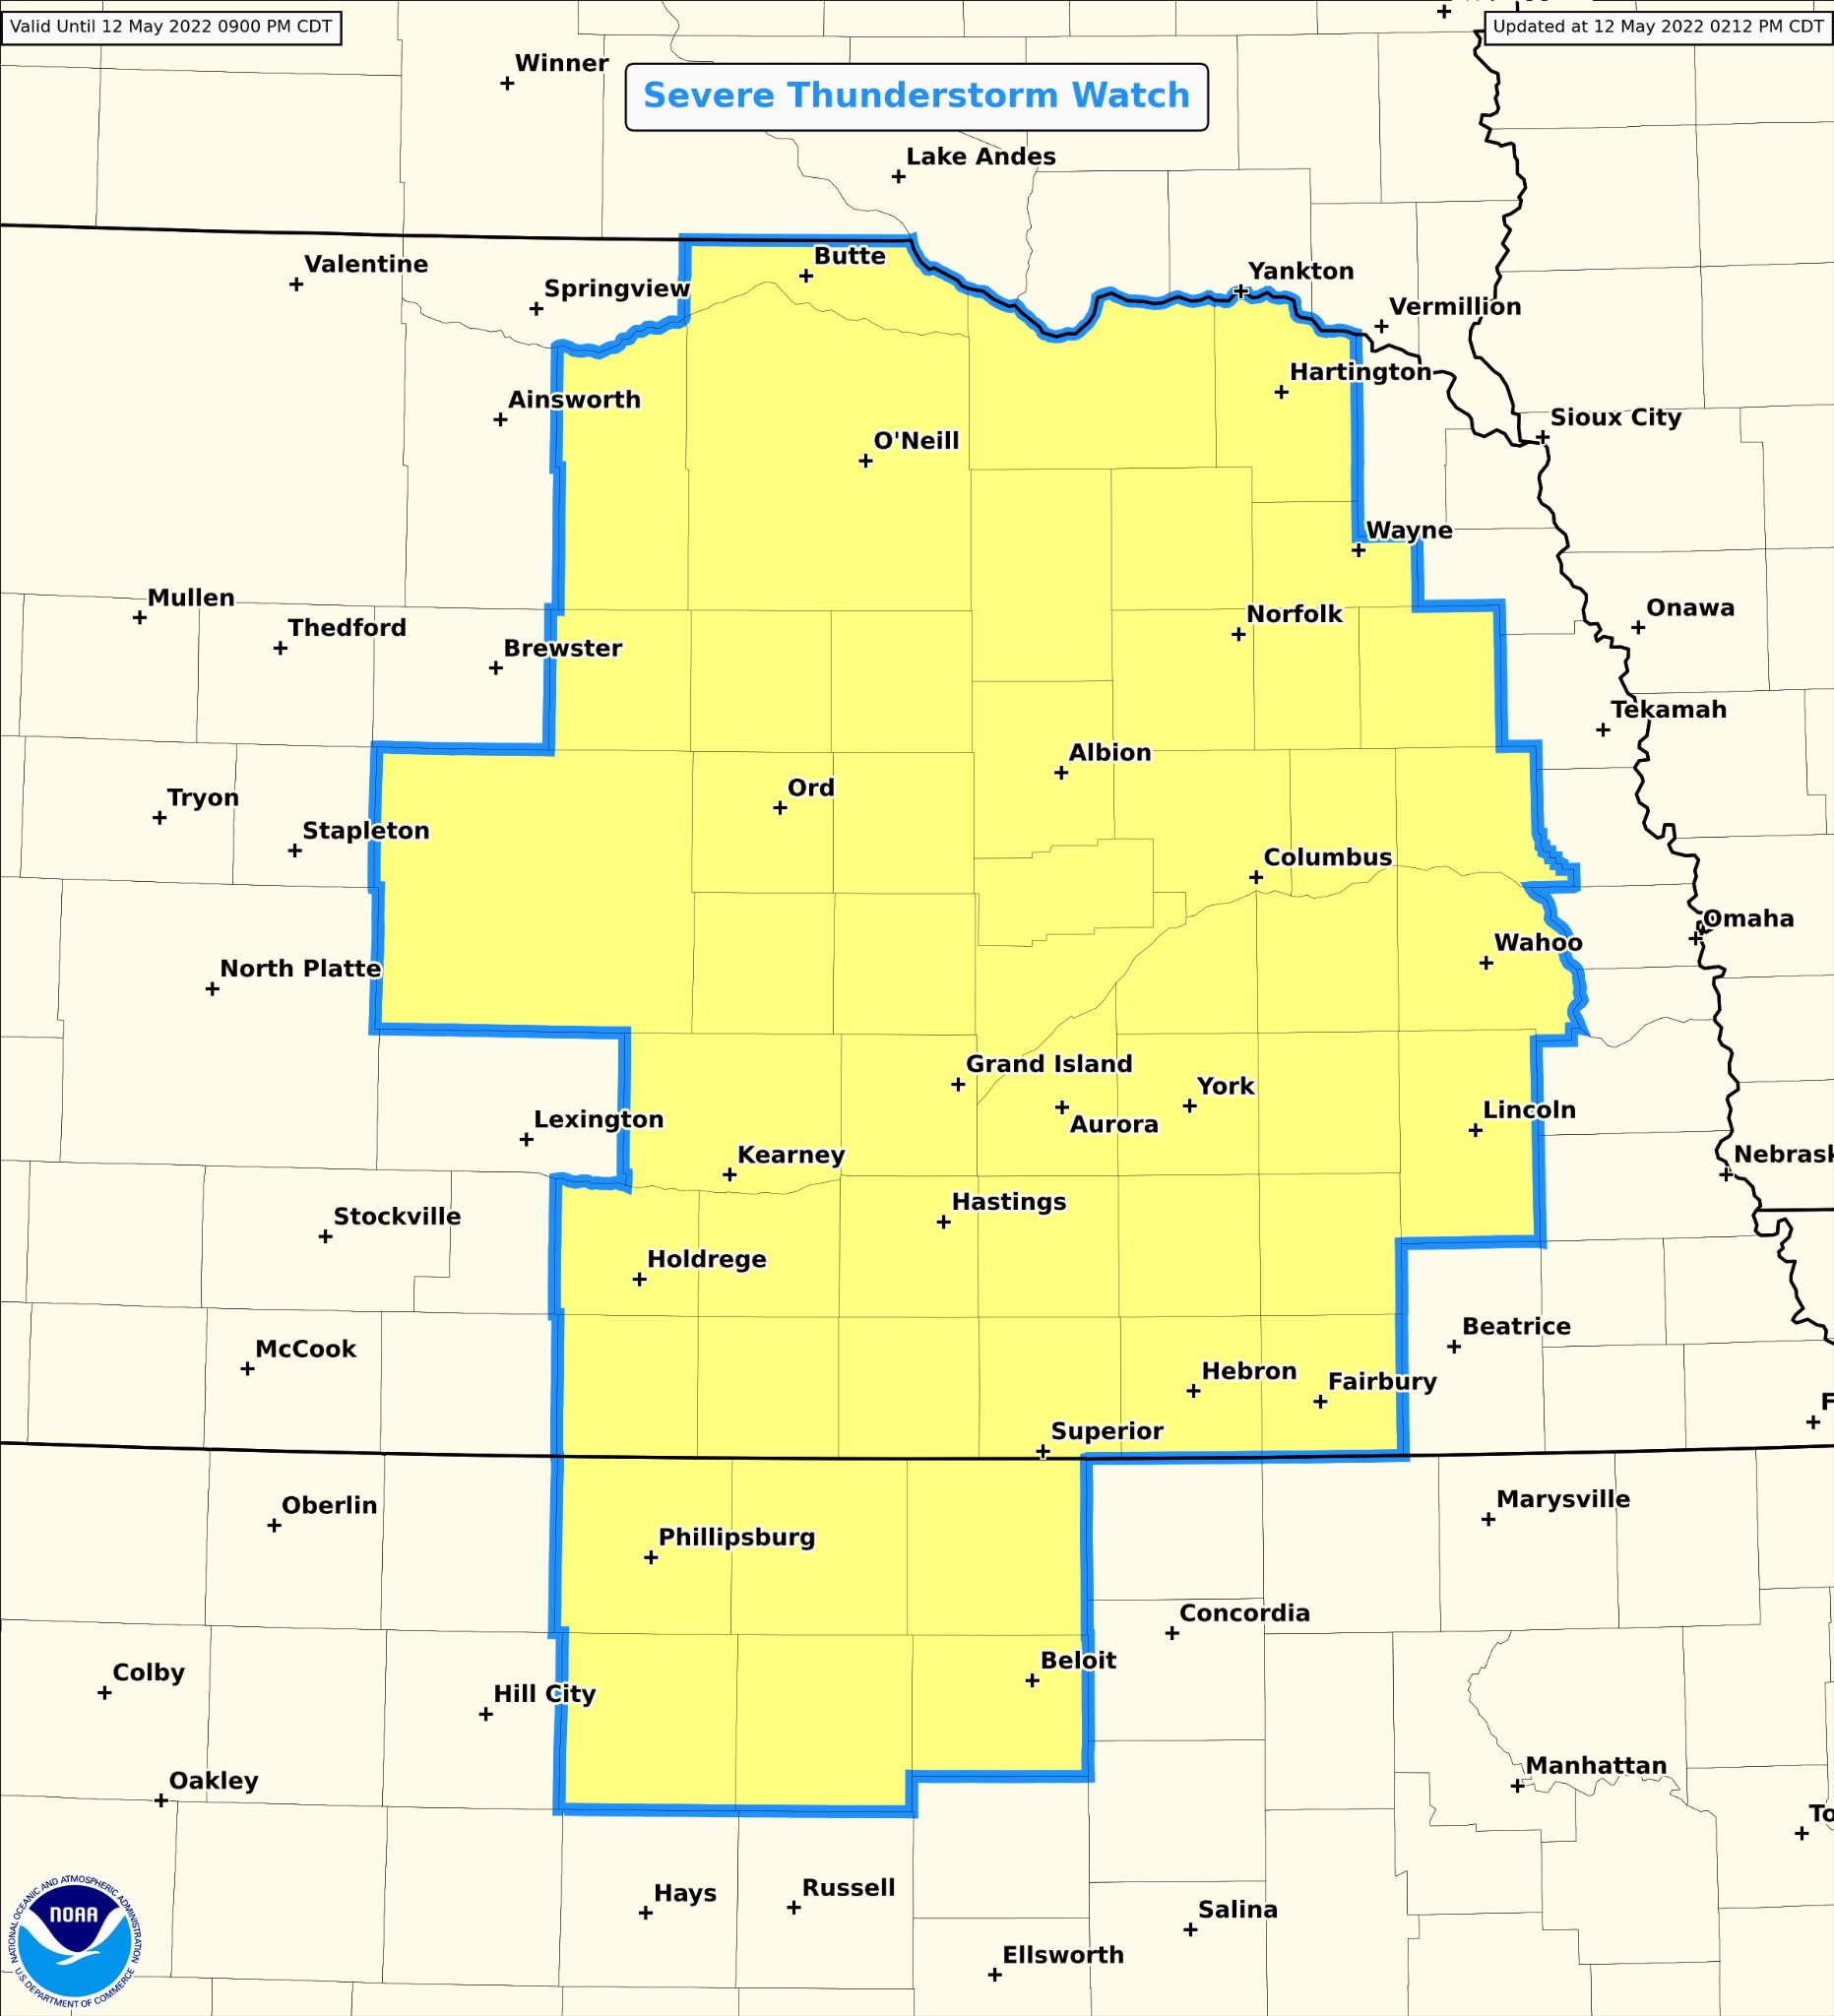 Valid Until 12 May 2022 0900 PM CDT
Updated at 12 May 2022 0212 PM CDT
Winner
Severe Thunderstorm Watch
Lake Andes
Butte
Valentine
Yankton
Springview
Vermillion
Hartington
Ainsworth
Sioux City
O'Neill
Wayne
Mullen
Onawa
Norfolk
Thedford
Brewster
Tekamah
Albion
Ord
Tryon
Stapleton
Columbus
Omaha
Wahoo
North Platte
Grand Island
York
Lincoln
Lexington
Aurora
Kearney
Nebrask
Hastings
Stockville
Holdrege
Beatrice
McCook
Hebron
Fairbury
F
Superior
Marysville
Oberlin
Phillipsburg
Concordia
Beloit
Colby
Hill City
Manhattan
Oakley
To
Russell
Hays
Salina
Ellsworth
NATIONAL OCEANIC AND ATMOSPHERIC ADMINISTRATION
NOAA
U.S. DEPARTMENT OF COMMERCE